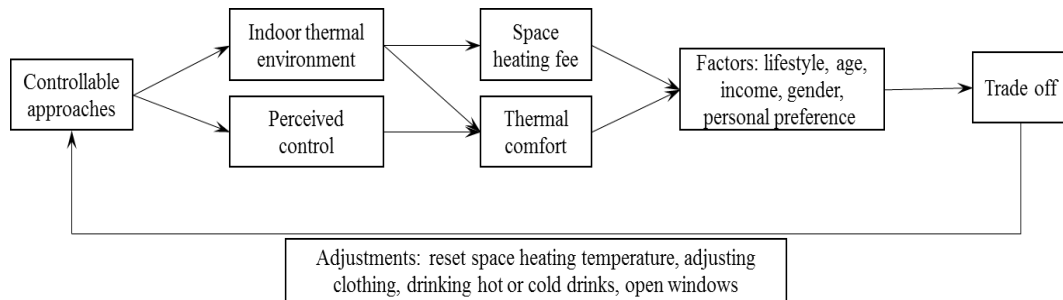 Controllable
approaches
Indoor thermal
environment
Perceived
control
Space
heating fee
Thermal
comfort
Factors: lifestyle, age,
income, gender,
personal preference
Trade off
Adjustments: reset space heating temperature, adjusting
clothing, drinking hot or cold drinks, open windows